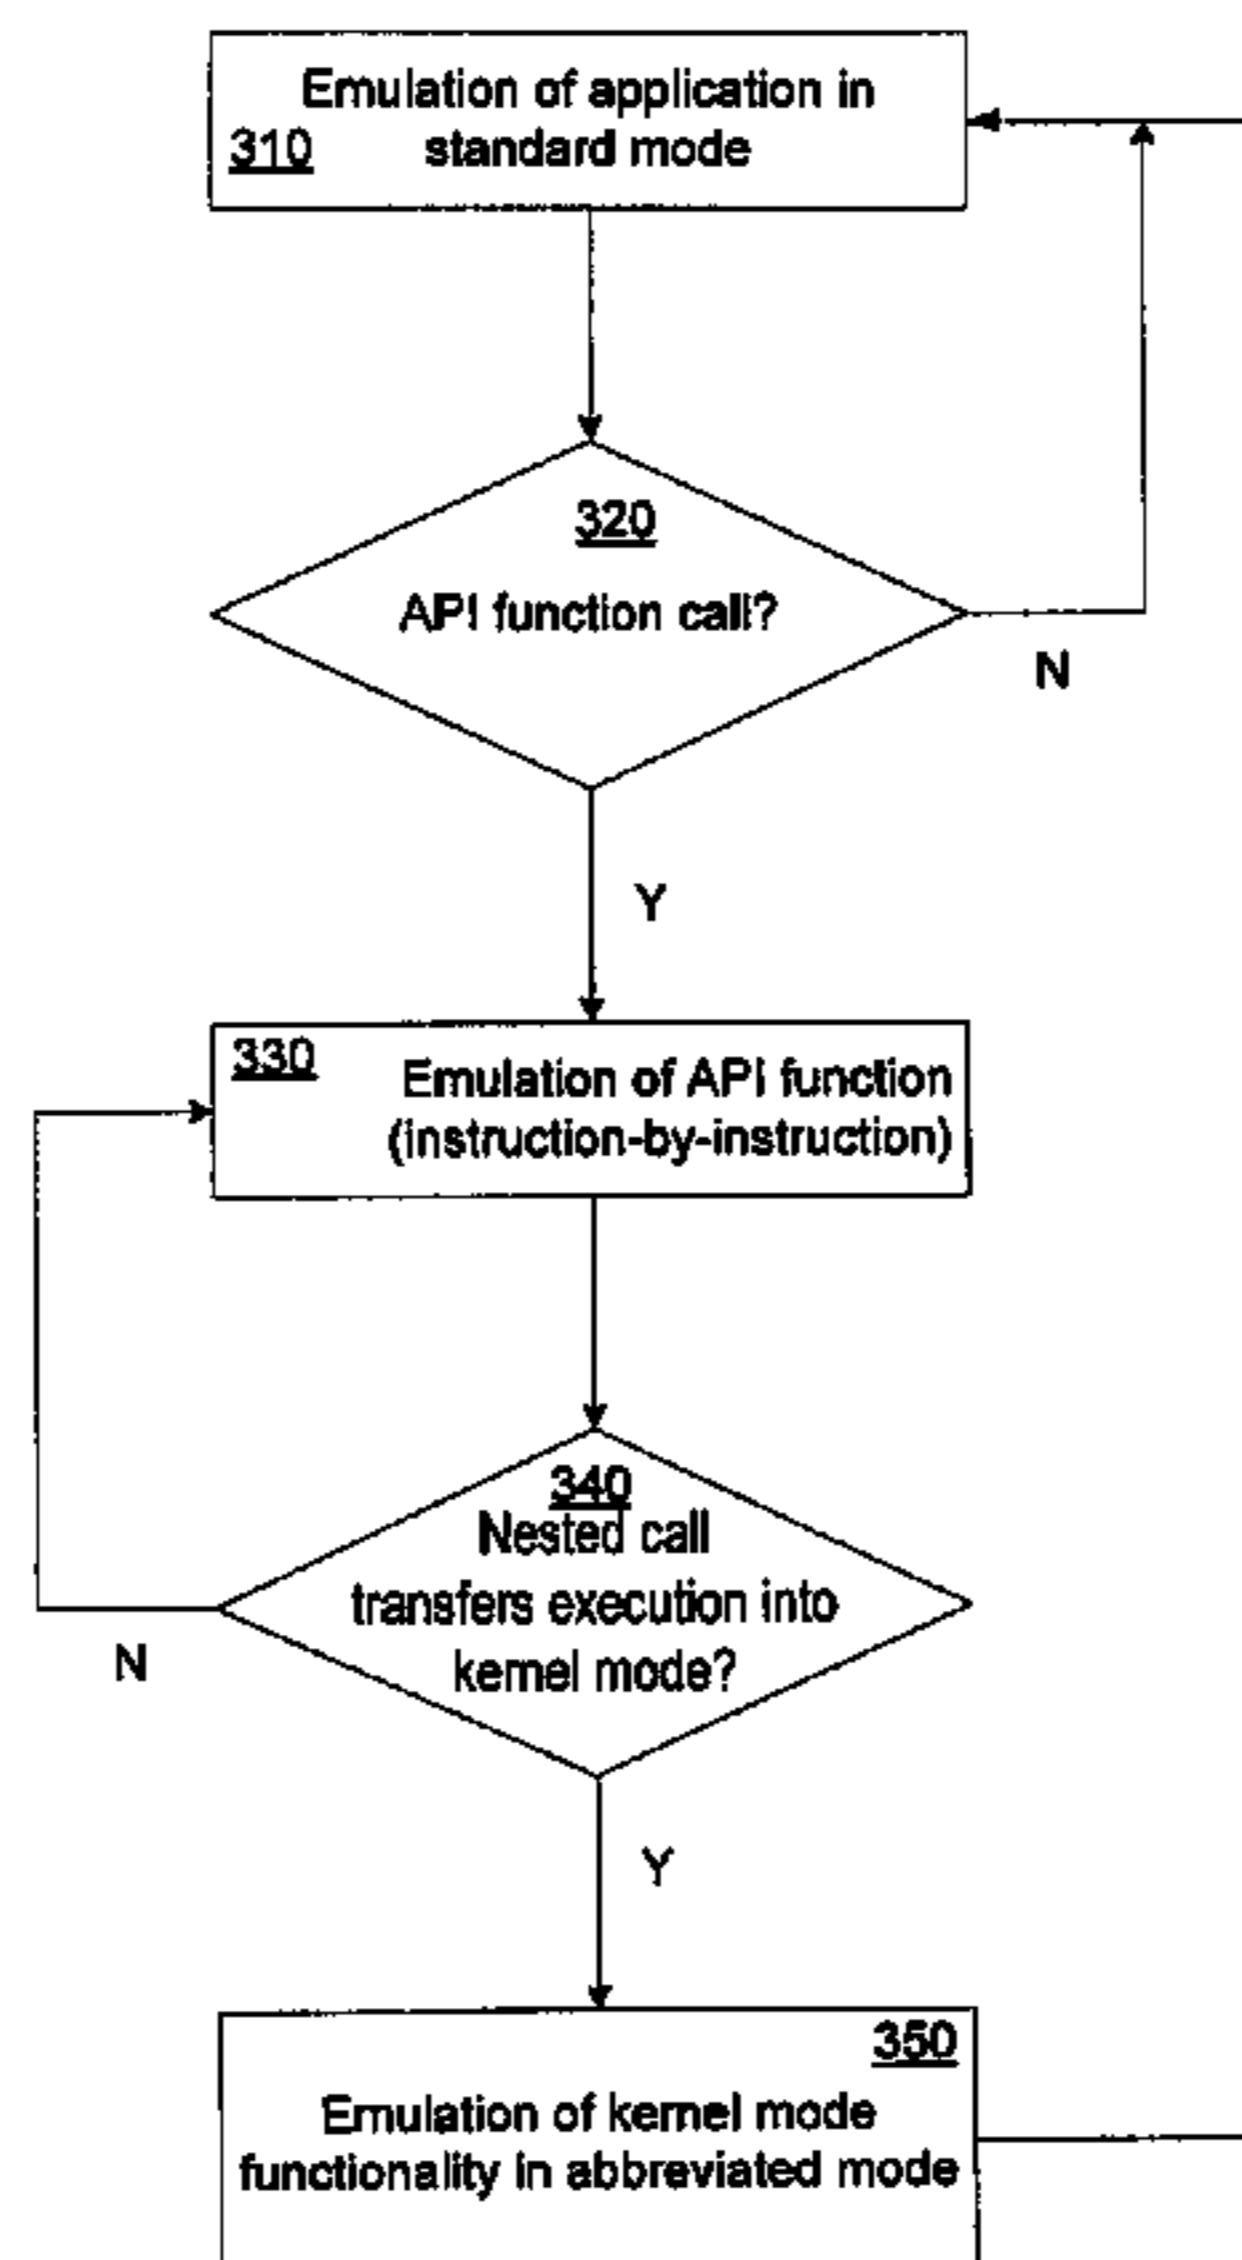 Emulation of application in
310 standard mode
320
API function call?
N
Y
330
Emulation of API function
(instruction-by-instruction)
340
Nested call
transfers execution into
kernel mode?
N
Y
350
Emulation of kernel mode
functionality in abbreviated mode